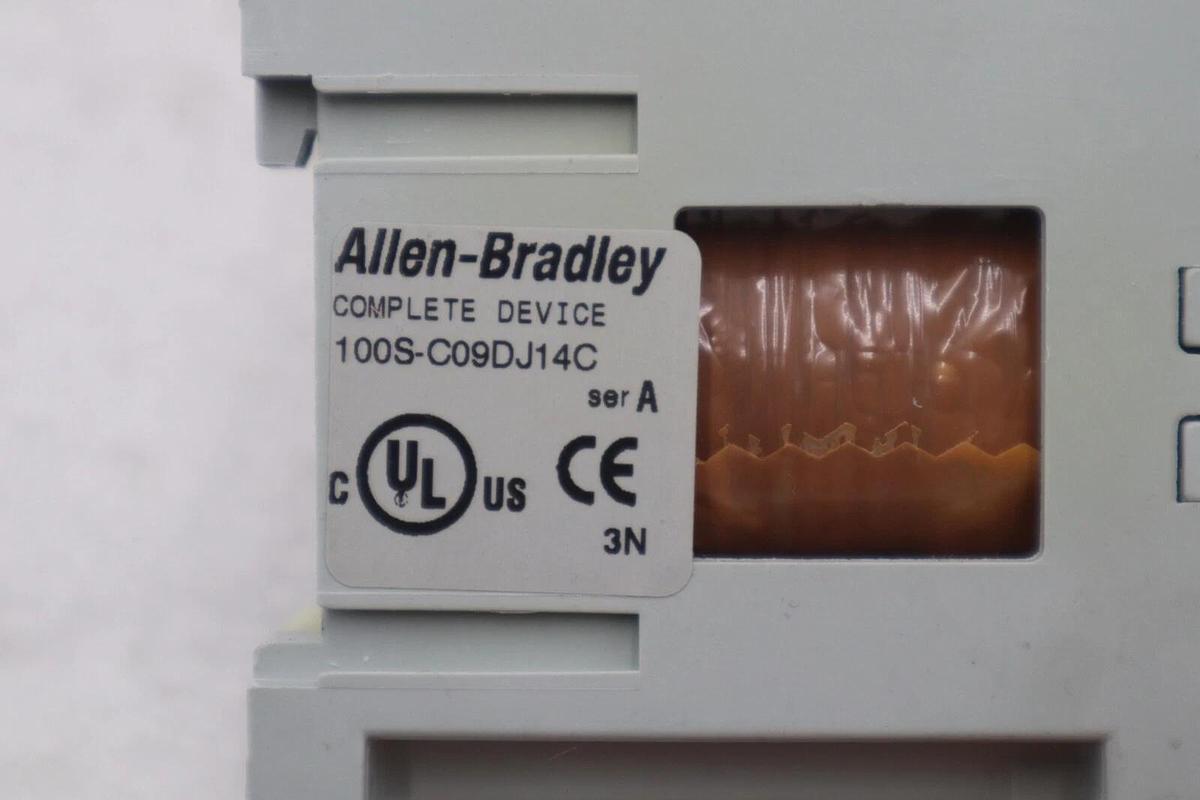 Allen-Bradley
COMPLETE DEVICE
100S-C09DJ14C
ser A
C UL US CE
3N